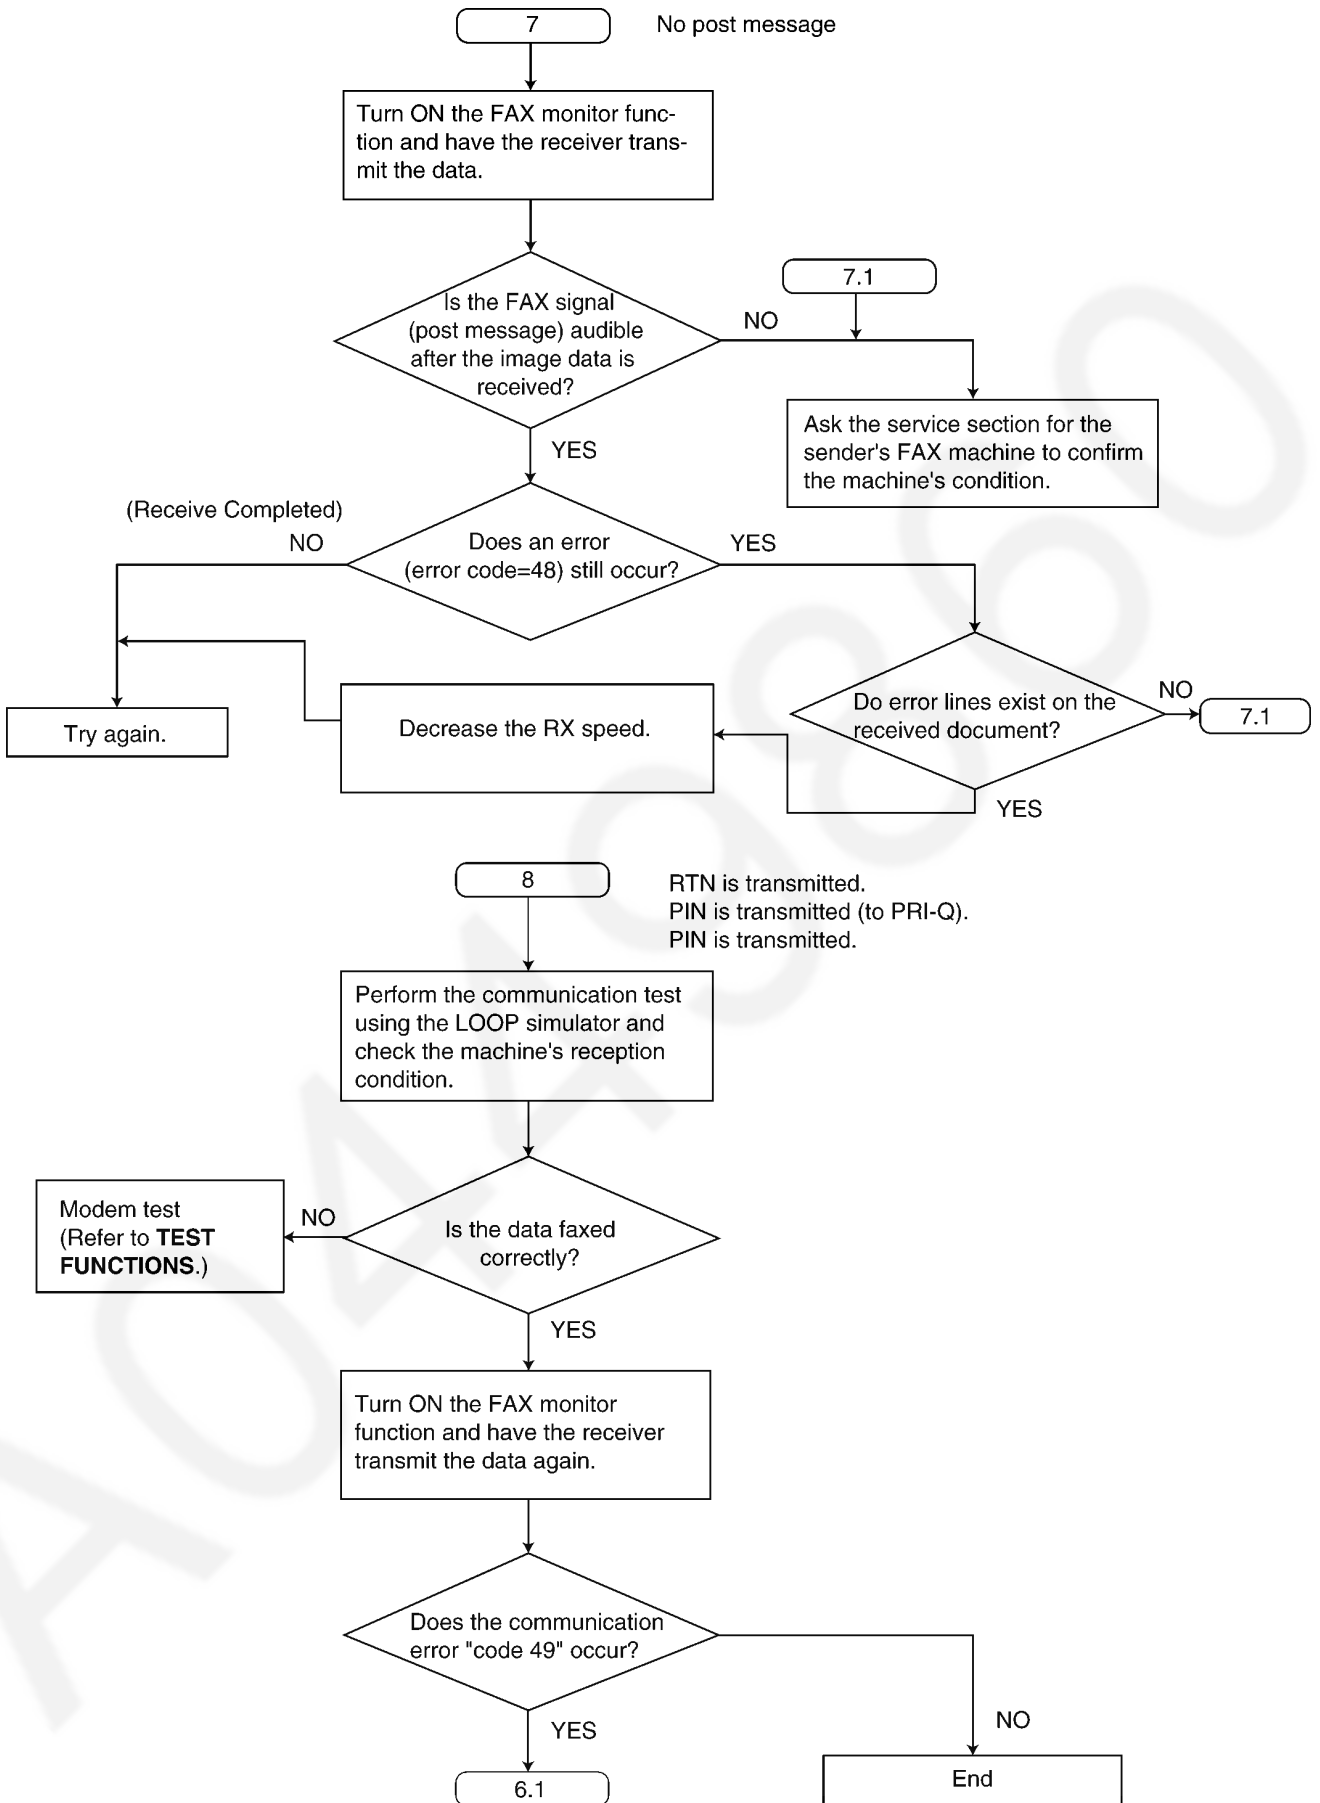 7
No post message
Turn ON the FAX monitor func-
tion and have the receiver trans-
mit the data.
Is the FAX signal
(post message) audible
after the image data is
received?
7.1
NO
Ask the service section for the
sender's FAX machine to confirm
the machine's condition.
YES
(Receive Completed)
NO
Does an error
(error code=48) still occur?
YES
Do error lines exist on the
received document?
NO
7.1
Decrease the RX speed.
Try again.
YES
8
RTN is transmitted.
PIN is transmitted (to PRI-Q).
PIN is transmitted.
Perform the communication test
using the LOOP simulator and
check the machine's reception
condition.
Modem test
(Refer to TEST
FUNCTIONS.)
NO
Is the data faxed
correctly?
YES
Turn ON the FAX monitor
function and have the receiver
transmit the data again.
Does the communication
error "code 49" occur?
NO
YES
6.1
End
A04449860